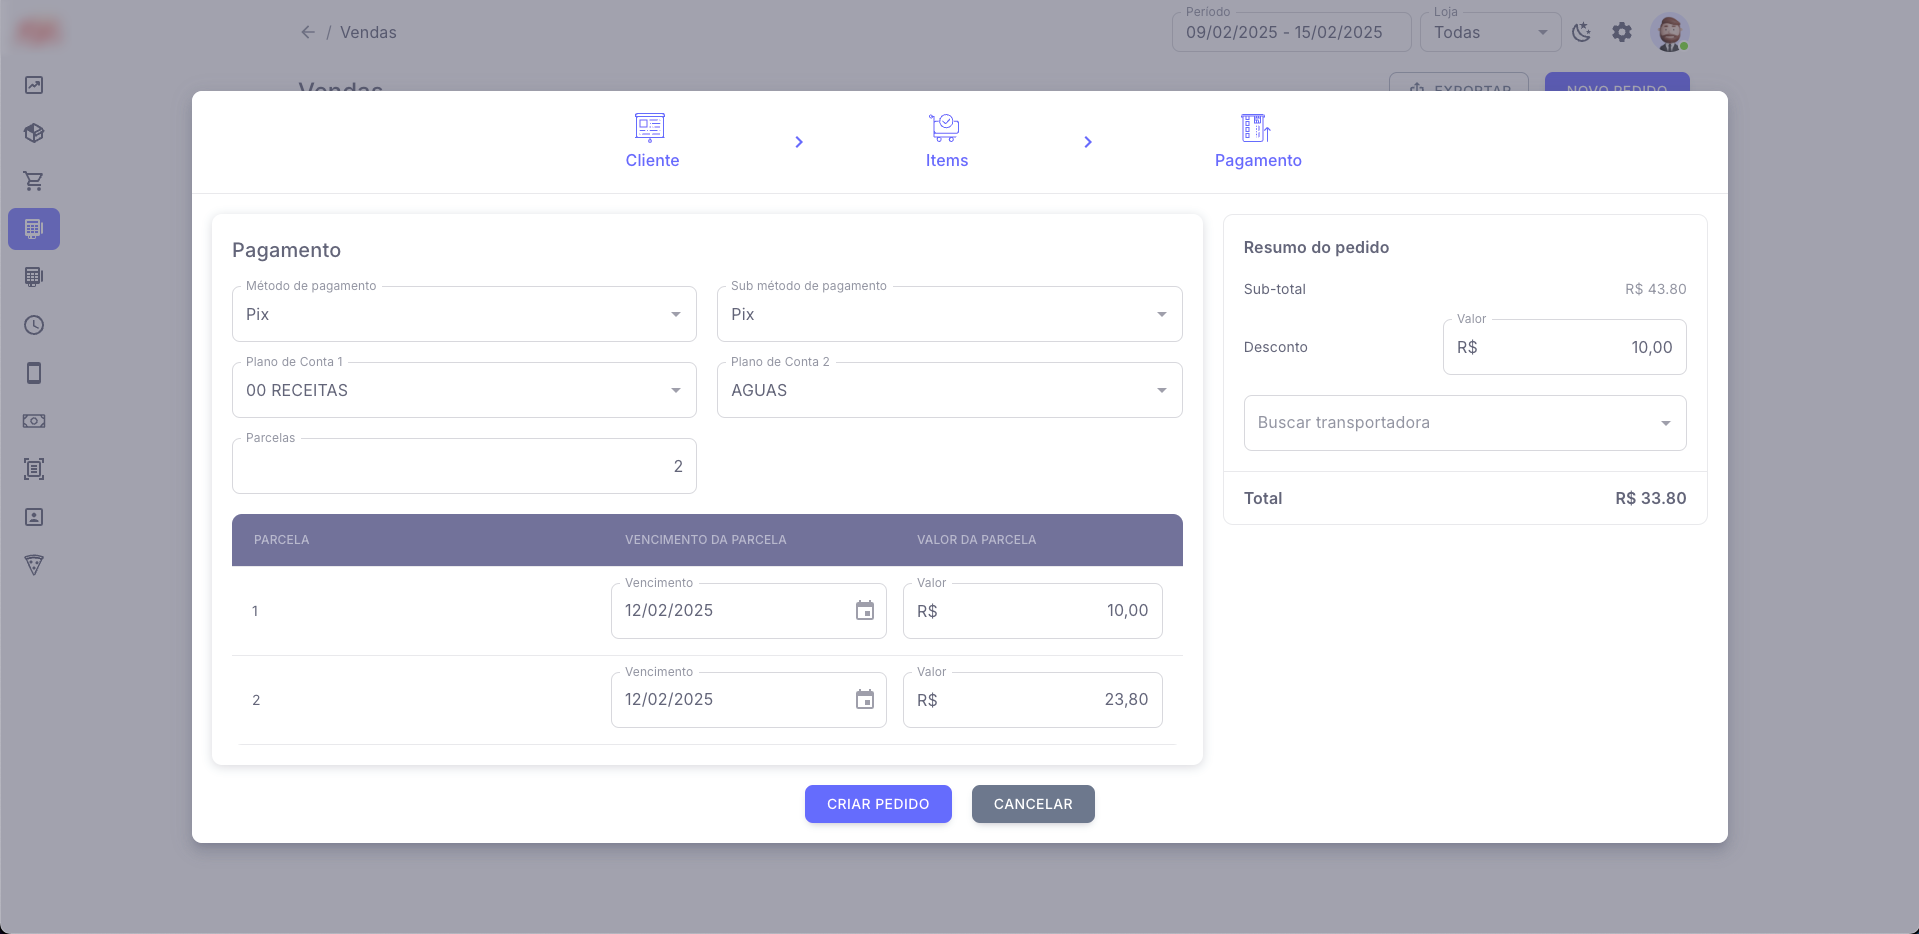 / Vendas
Período
09/02/2025 - 15/02/2025
Loja
Todas
Vendas
EXPORTAR
NOVO PEDIDO
Cliente
Items
Pagamento
Pagamento
Método de pagamento
Pix
Sub método de pagamento
Pix
Plano de Conta 1
00 RECEITAS
Plano de Conta 2
AGUAS
Parcelas
2
PARCELA VENCIMENTO DA PARCELA VALOR DA PARCELA
1
Vencimento
12/02/2025
Valor
R$ 10,00
2
Vencimento
12/02/2025
Valor
R$ 23,80
Resumo do pedido
Sub-total R$ 43.80
Desconto
Valor
R$ 10,00
Buscar transportadora
Total R$ 33.80
CRIAR PEDIDO
CANCELAR